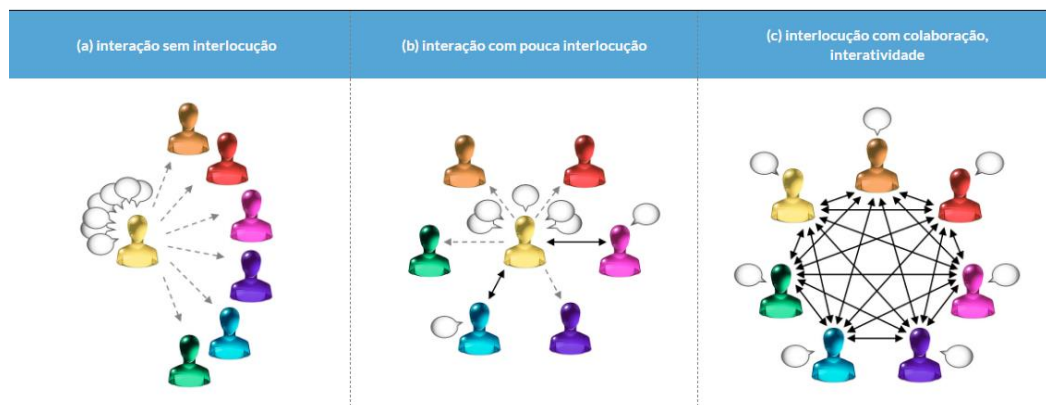 (a) interação sem interlocução
(b) interação com pouca interlocução
(c) interlocução com colaboração,
interatividade